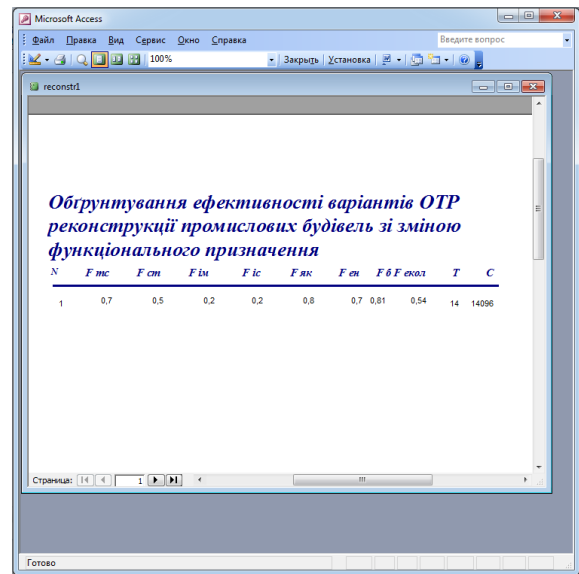 Microsoft Access
Файл Правка Вид Сервис Окно Справка Введите вопрос
100% Закрыть Установка
reconstr1
Обґрунтування ефективності варіантів ОТР
реконструкції промислових будівель зі зміною
функціонального призначення
N F тс F ст F ім F іс F як F ен F б F екол T C
1 0,7 0,5 0,2 0,2 0,8 0,7 0,81 0,54 14 14096
Страница: 1
Готово